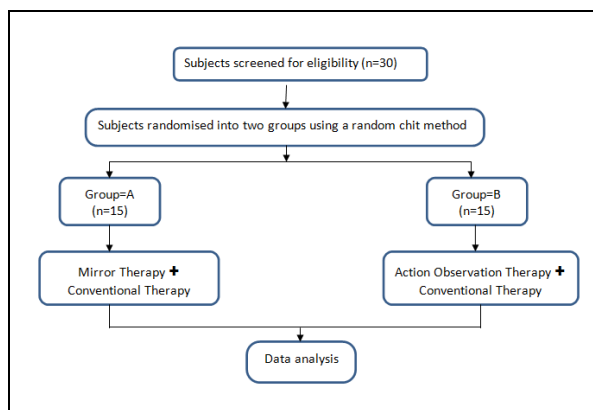 Subjects screened for eligibility (n=30)
Subjects randomised into two groups using a random chit method
Group=A
(n=15)
Group=B
(n=15)
Mirror Therapy +
Conventional Therapy
Action Observation Therapy +
Conventional Therapy
Data analysis